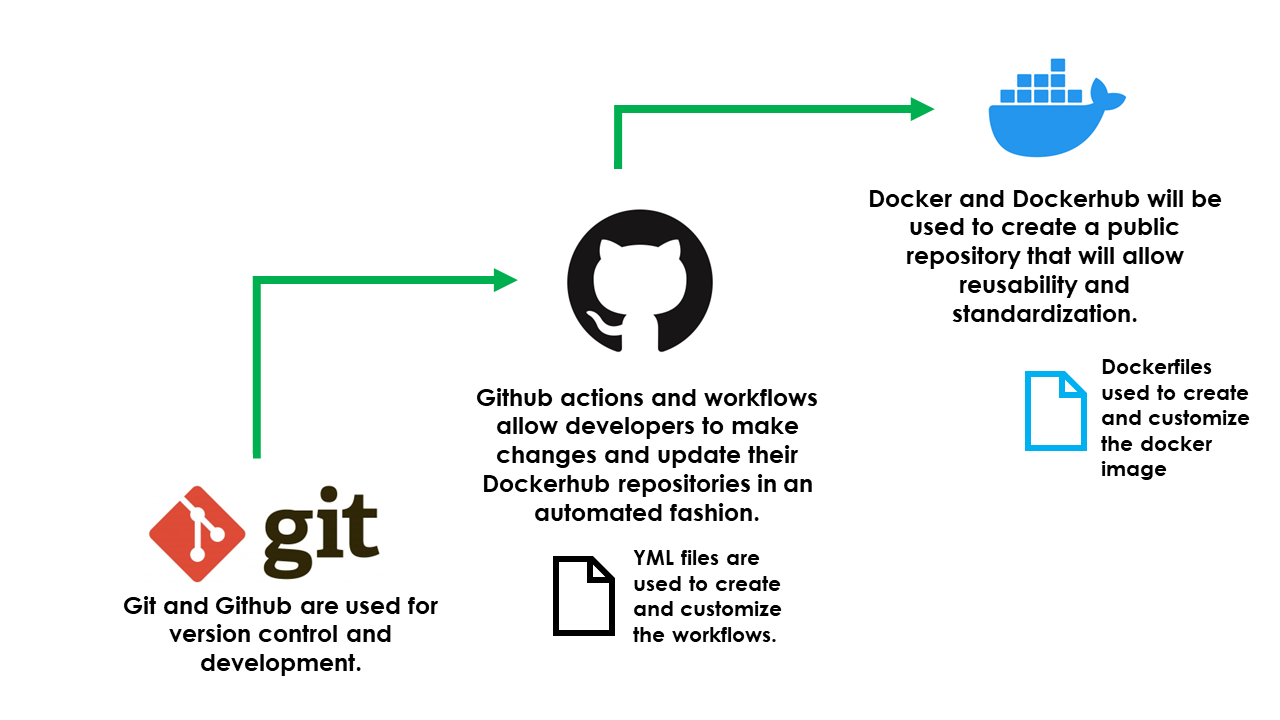 Docker and Dockerhub will be
used to create a public
repository that will allow
reusability and
standardization.
Dockerfiles
used to create
and customize
the docker
image
Github actions and workflows
allow developers to make
changes and update their
Dockerhub repositories in an
automated fashion.
YML files are
used to create
and customize
the workflows.
git
Git and Github are used for
version control and
development.